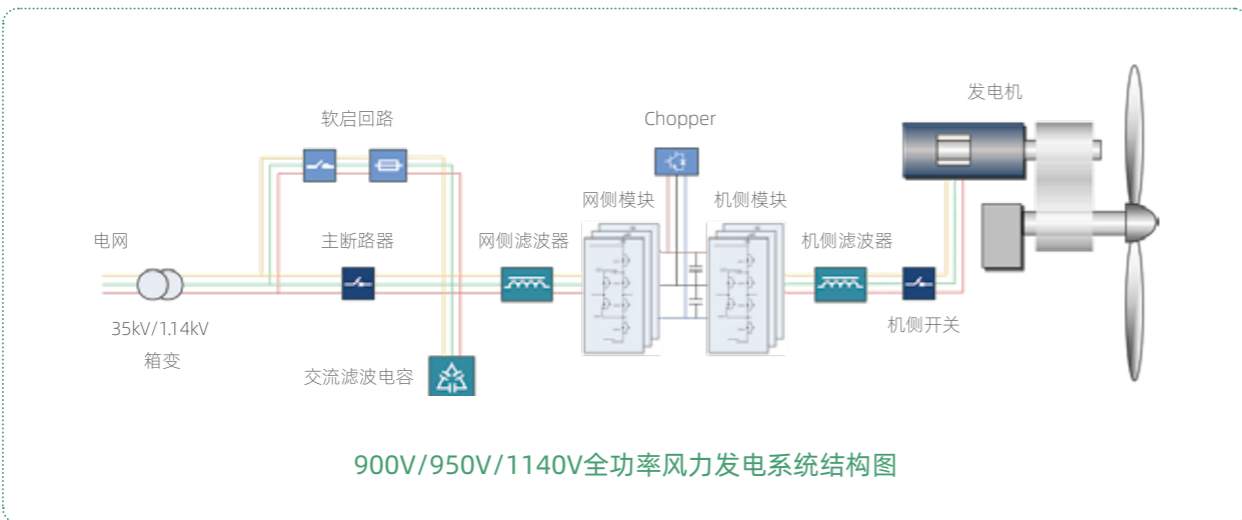 发电机
软启回路
Chopper
网侧模块
机侧模块
电网
主断路器
网侧滤波器
机侧滤波器
35kV/1.14kV
箱变
机侧开关
交流滤波电容
900V/950V/1140V全功率风力发电系统结构图